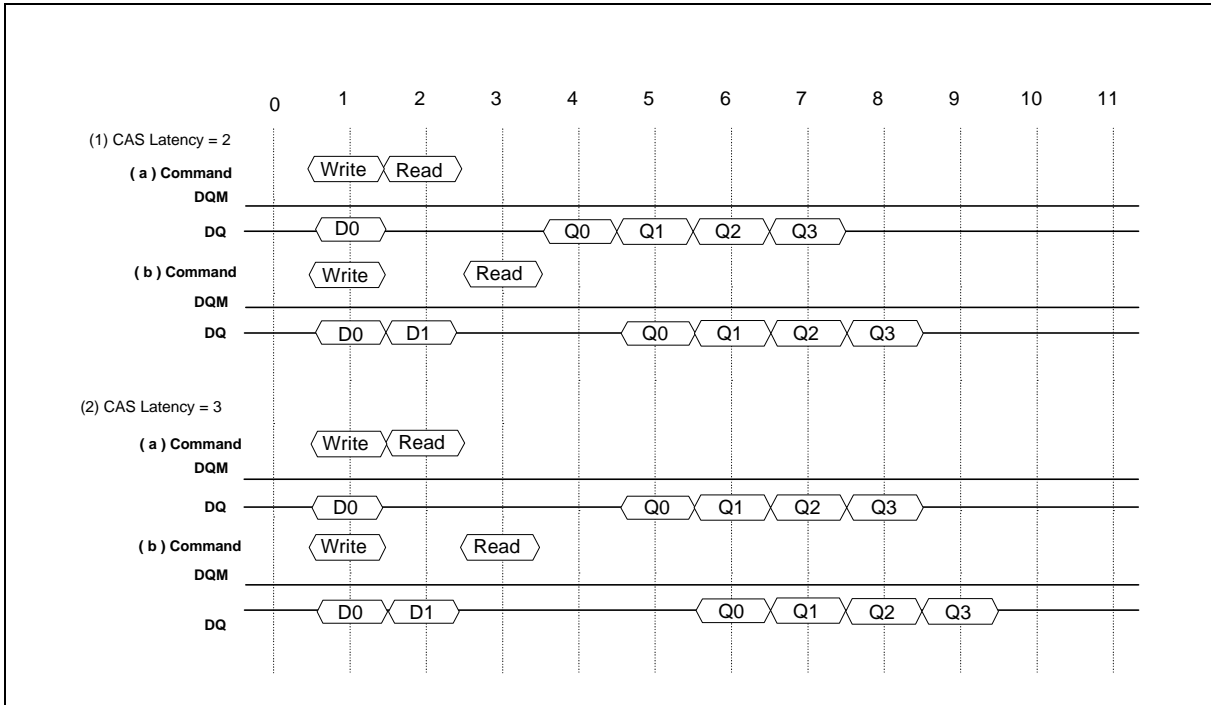 0 1 2 3 4 5 6 7 8 9 10 11
(1) CAS Latency = 2
( a ) Command Write Read
DQM
DQ D0 Q0 Q1 Q2 Q3
( b ) Command Write Read
DQM
DQ D0 D1 Q0 Q1 Q2 Q3
(2) CAS Latency = 3
( a ) Command Write Read
DQM
DQ D0 Q0 Q1 Q2 Q3
( b ) Command Write Read
DQM
DQ D0 D1 Q0 Q1 Q2 Q3